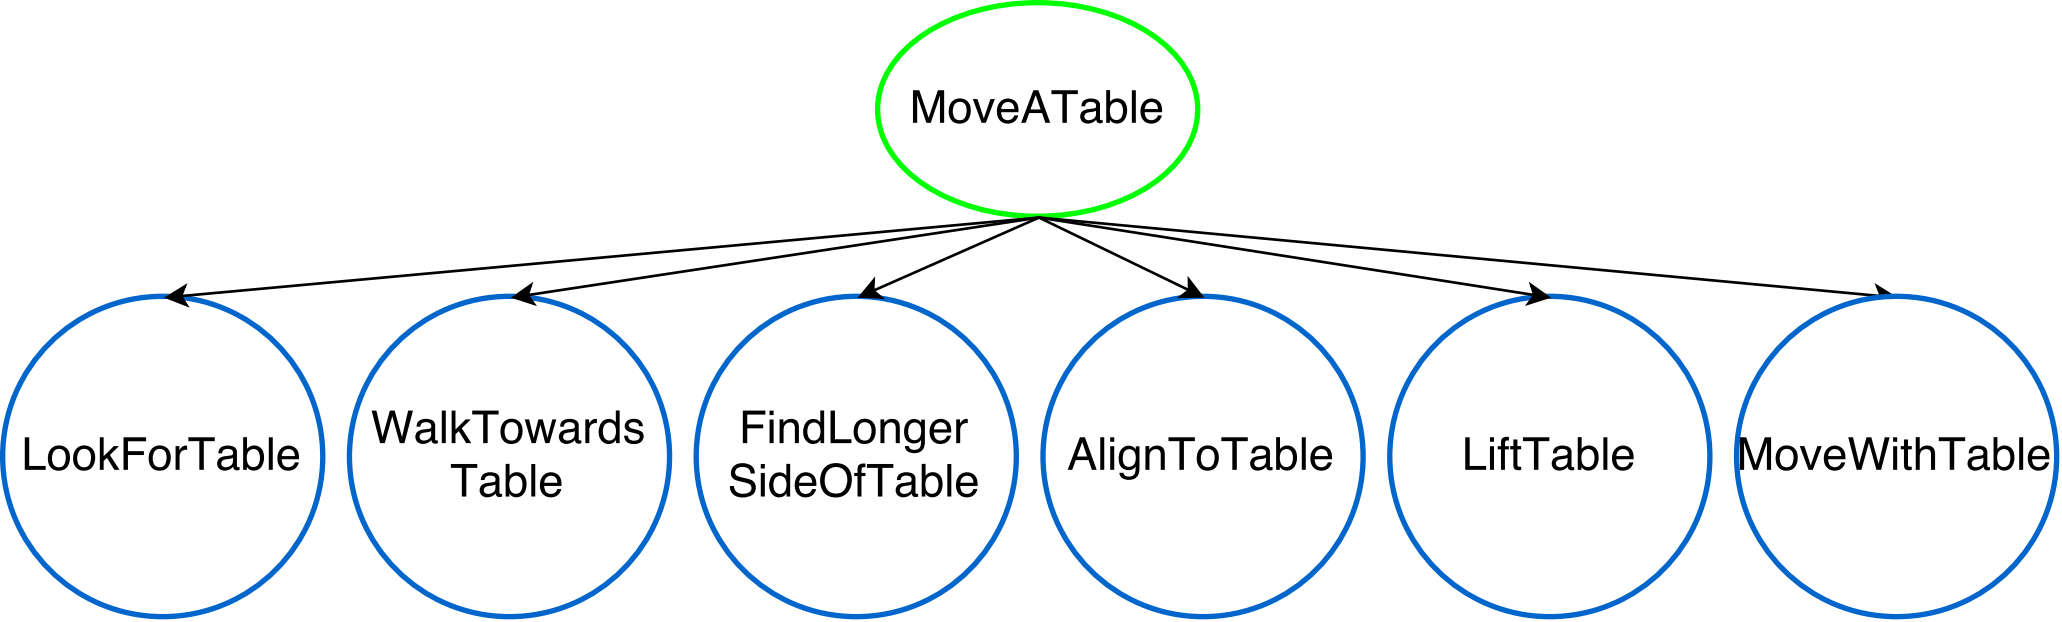 MoveATable
LookForTable
WalkTowards
Table
FindLonger
SideOfTable
AlignToTable
LiftTable
MoveWithTable